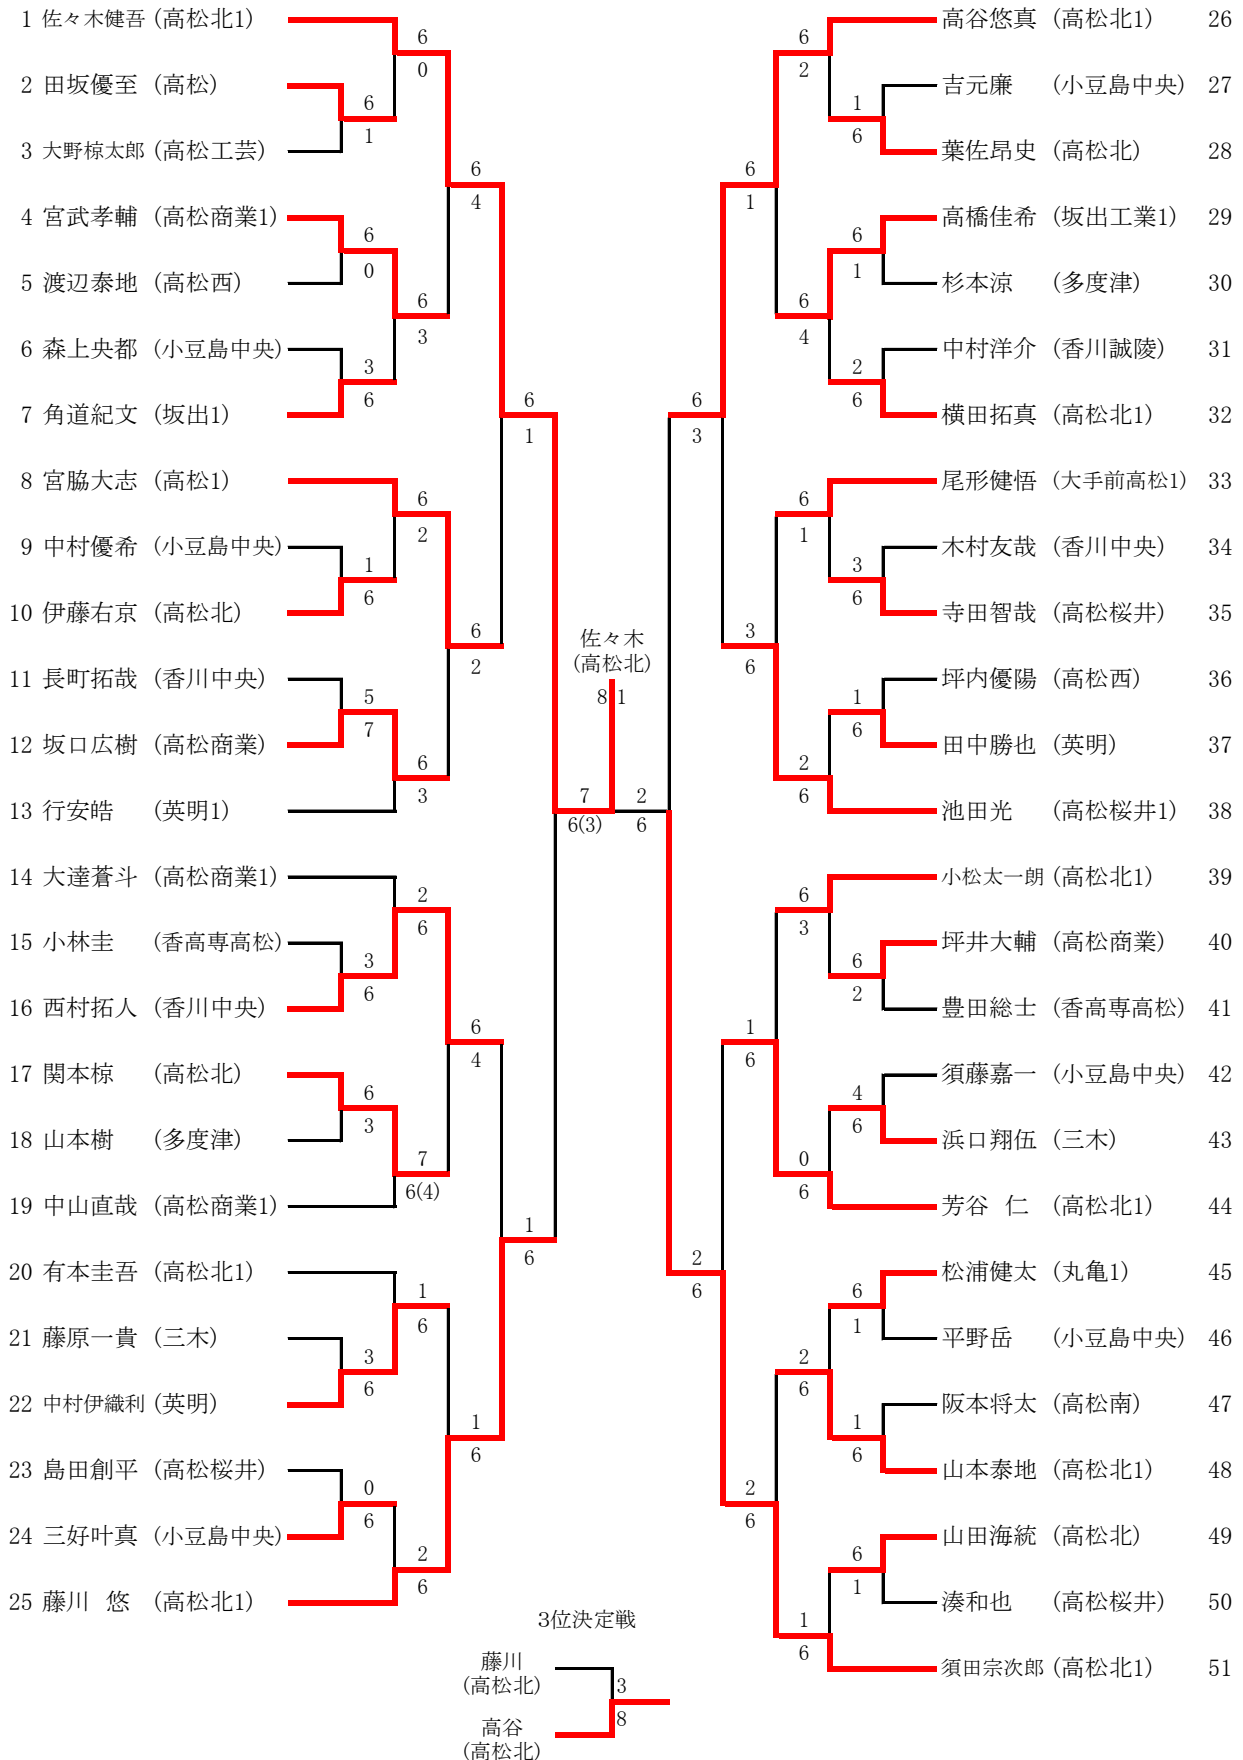 1 佐々木健吾 (高松北1)
2 田坂優至 (高松)
3 大野椋太郎 (高松工芸)
4 宮武孝輔 (高松商業1)
5 渡辺泰地 (高松西)
6 森上央都 (小豆島中央)
7 角道紀文 (坂出1)
8 宮脇大志 (高松1)
9 中村優希 (小豆島中央)
10 伊藤右京 (高松北)
11 長町拓哉 (香川中央)
12 坂口広樹 (高松商業)
13 行安皓 (英明1)
14 大達蒼斗 (高松商業1)
15 小林圭 (香高専高松)
16 西村拓人 (香川中央)
17 関本椋 (高松北)
18 山本樹 (多度津)
19 中山直哉 (高松商業1)
20 有本圭吾 (高松北1)
21 藤原一貴 (三木)
22 中村伊織利 (英明)
23 島田創平 (高松桜井)
24 三好叶真 (小豆島中央)
25 藤川 悠 (高松北1)
6
0
6
1
6
0
6
3
3
6
6
4
6
2
1
6
5
7
6
3
6
2
6
1
2
6
3
6
6
3
7
6(4)
6
4
1
6
3
6
0
6
2
6
1
6
1
6
7
6(3)
佐々木
(高松北)
8 1
2
6
6
3
2
6
6
1
3
6
1
6
2
6
6
2
1
6
6
1
6
4
2
6
6
1
3
6
1
6
2
6
6
3
6
2
4
6
0
6
6
1
2
6
1
6
6
1
1
6
高谷悠真 (高松北1) 26
吉元廉 (小豆島中央) 27
葉佐昂史 (高松北) 28
高橋佳希 (坂出工業1) 29
杉本涼 (多度津) 30
中村洋介 (香川誠陵) 31
横田拓真 (高松北1) 32
尾形健悟 (大手前高松1) 33
木村友哉 (香川中央) 34
寺田智哉 (高松桜井) 35
坪内優陽 (高松西) 36
田中勝也 (英明) 37
池田光 (高松桜井1) 38
小松太一朗 (高松北1) 39
坪井大輔 (高松商業) 40
豊田総士 (香高専高松) 41
須藤嘉一 (小豆島中央) 42
浜口翔伍 (三木) 43
芳谷 仁 (高松北1) 44
松浦健太 (丸亀1) 45
平野岳 (小豆島中央) 46
阪本将太 (高松南) 47
山本泰地 (高松北1) 48
山田海統 (高松北) 49
湊和也 (高松桜井) 50
須田宗次郎 (高松北1) 51
3位決定戦
藤川
(高松北)
3
8
高谷
(高松北)